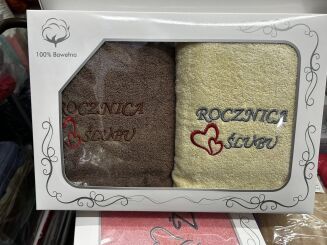 100% Bawełna
ROCZNICA
ŚLUBU
ROCZNICA
ŚLUBU